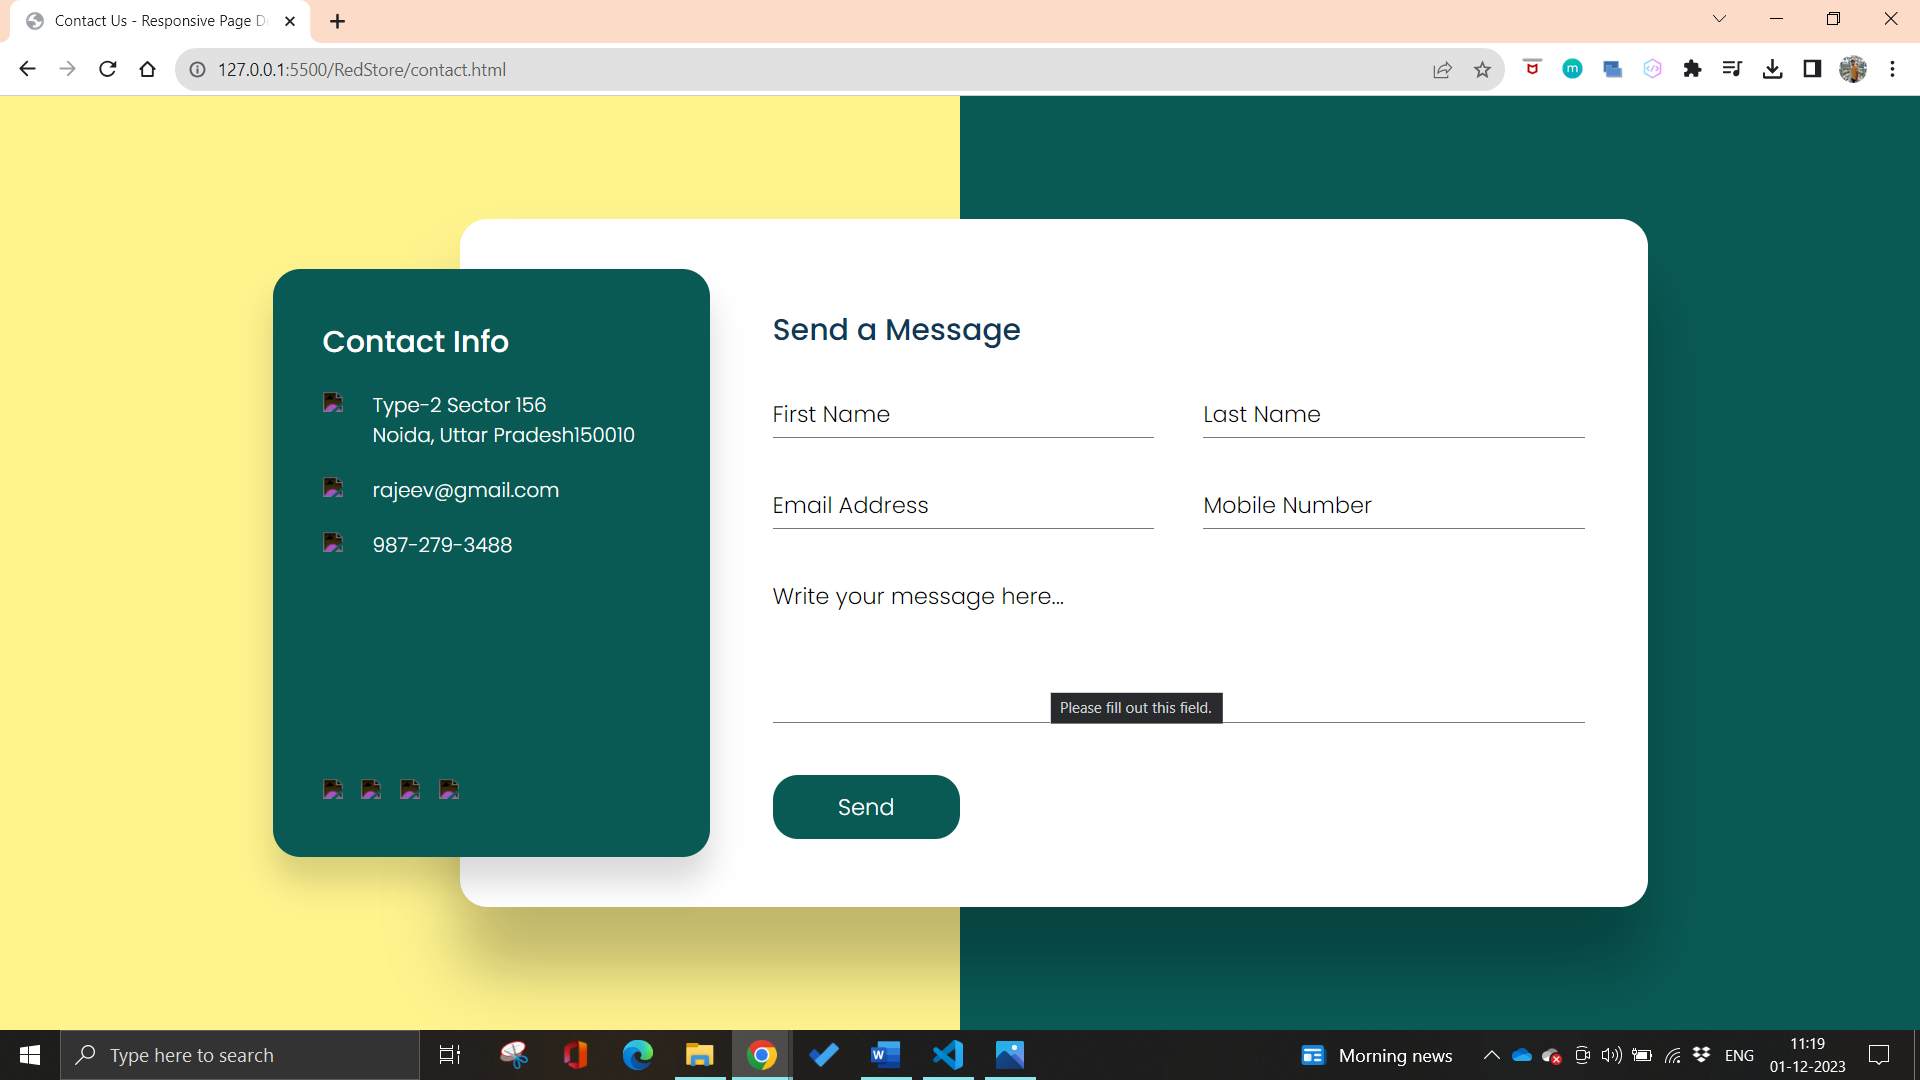 Contact Us - Responsive Page D
127.0.0.1:5500/RedStore/contact.html
Contact Info
Type-2 Sector 156
Noida, Uttar Pradesh150010
rajeev@gmail.com
987-279-3488
Send a Message
First Name
Last Name
Email Address
Mobile Number
Write your message here...
Please fill out this field.
Send
Type here to search
Morning news
ENG
11:19
01-12-2023